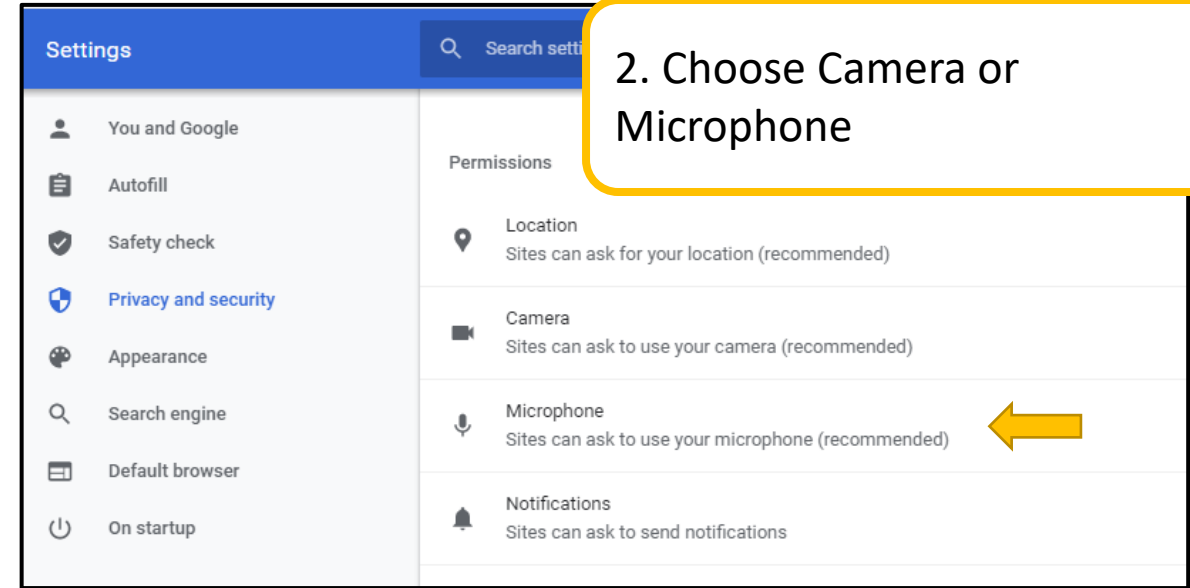 Settings
Search setti
2. Choose Camera or
Microphone
You and Google
Autofill
Safety check
Privacy and security
Appearance
Search engine
Default browser
On startup
Permissions
Location
Sites can ask for your location (recommended)
Camera
Sites can ask to use your camera (recommended)
Microphone
Sites can ask to use your microphone (recommended)
Notifications
Sites can ask to send notifications